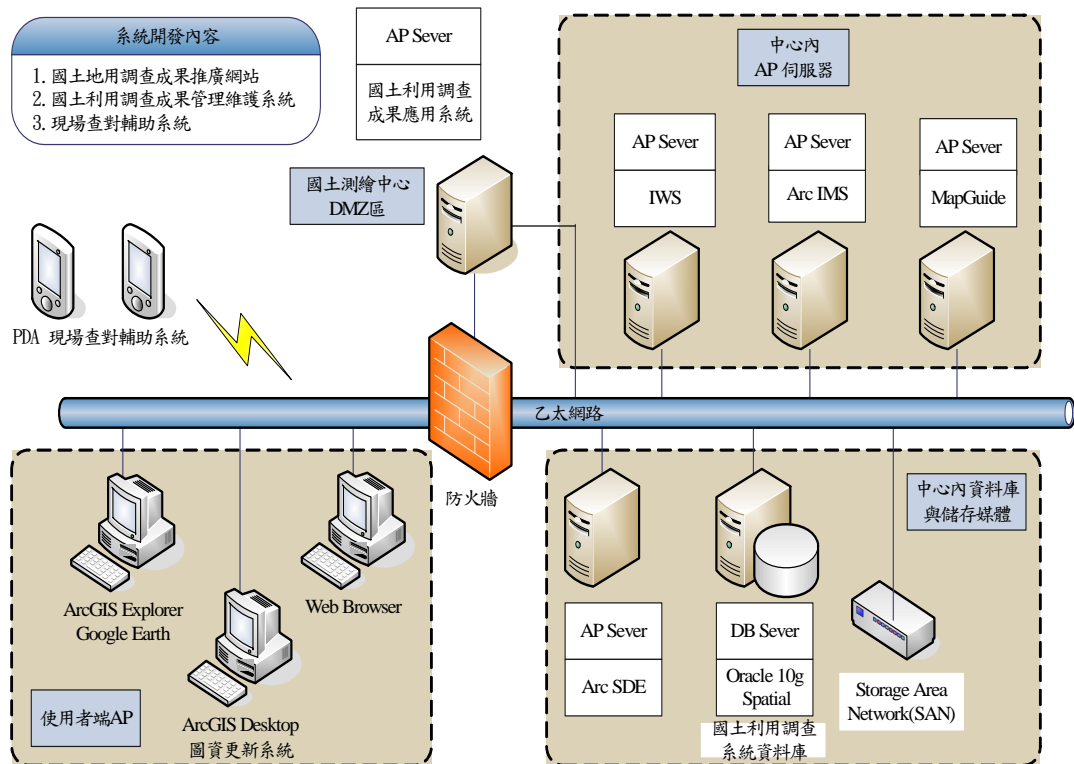 系統開發內容
1. 國土地用調查成果推廣網站
2. 國土利用調查成果管理維護系統
3. 現場查對輔助系統
AP Sever
國土利用調查
成果應用系統
國土測繪中心
DMZ區
中心內
AP 伺服器
AP Sever
IWS
AP Sever
Arc IMS
AP Sever
MapGuide
PDA 現場查對輔助系統
乙太網路
防火牆
ArcGIS Explorer
Google Earth
Web Browser
ArcGIS Desktop
圖資更新系統
使用者端AP
中心內資料庫
與儲存媒體
AP Sever
Arc SDE
DB Sever
Oracle 10g
Spatial
國土利用調查
系統資料庫
Storage Area
Network(SAN)